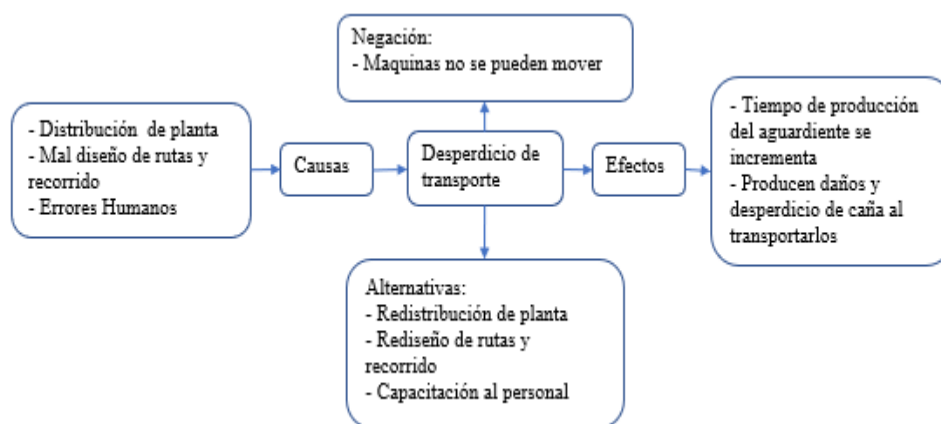 Negación:
- Maquinas no se pueden mover
- Distribución de planta
- Mal diseño de rutas y
recorrido
- Errores Humanos
Causas
Desperdicio de
transporte
Efectos
- Tiempo de producción
del aguardiente se
incrementa
- Producen daños y
desperdicio de caña al
transportarlos
Alternativas:
- Redistribución de planta
- Rediseño de rutas y
recorrido
- Capacitación al personal